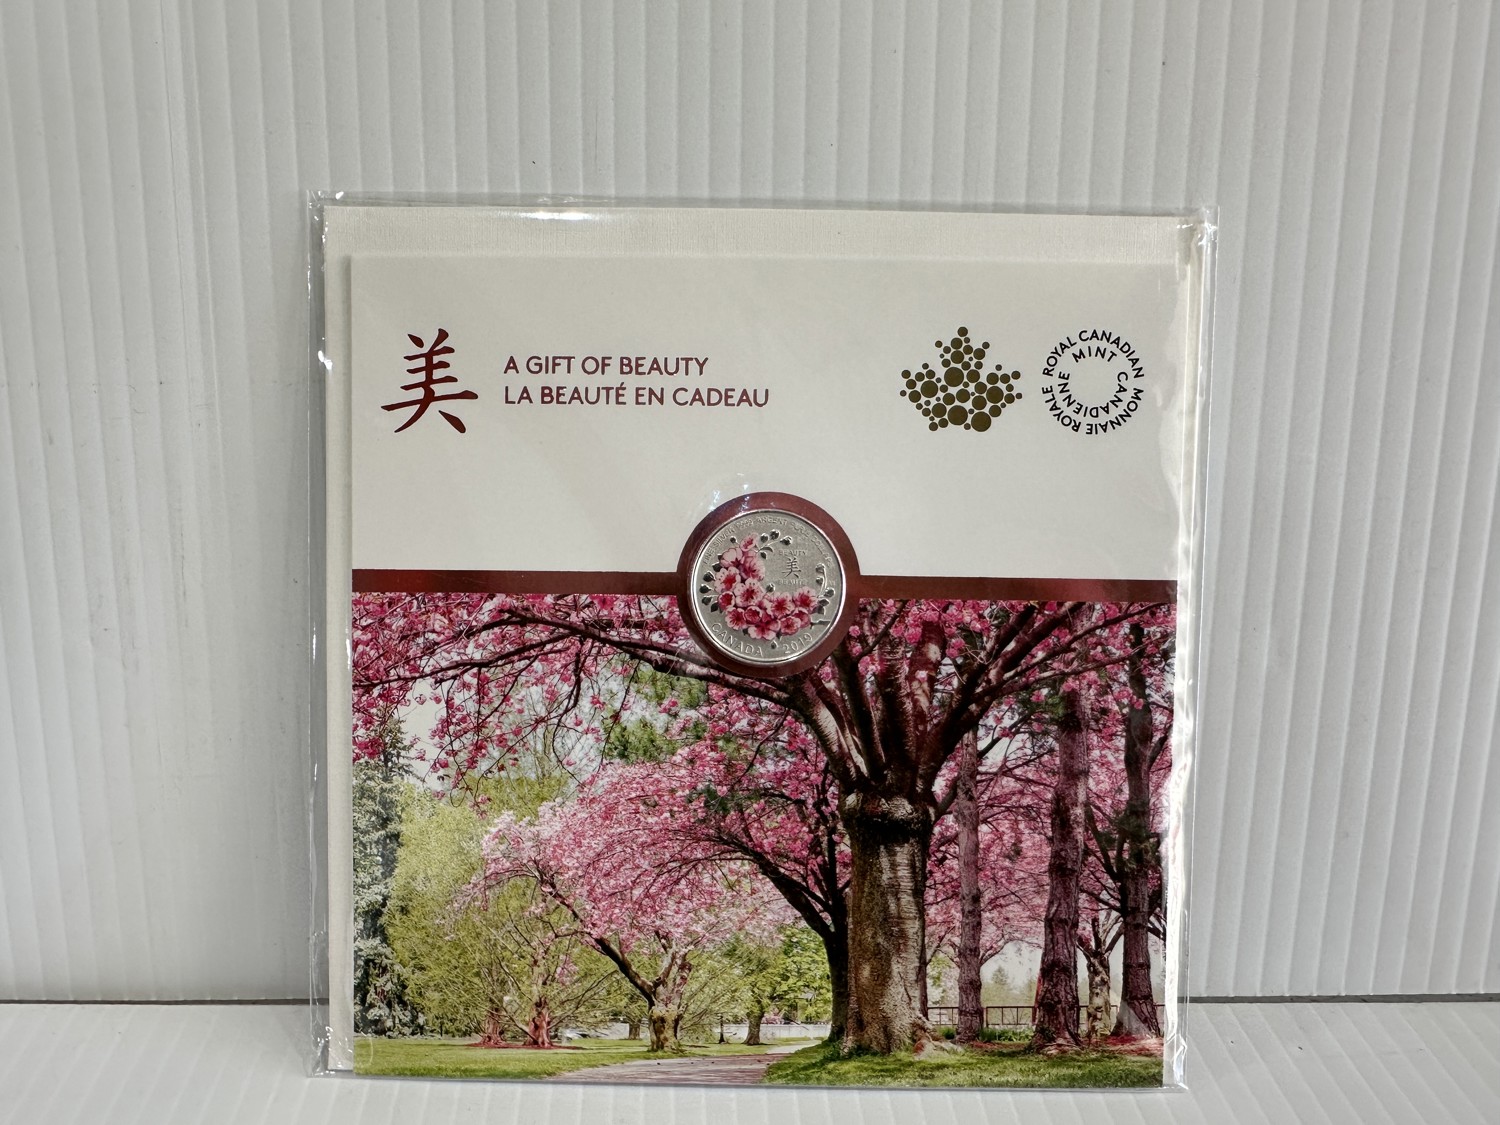 美
A GIFT OF BEAUTY
LA BEAUTÉ EN CADEAU
ROYAL CANADIAN MINT
MONNAIE ROYALE CANADIENNE
BEAUTY
美
CANADA 2019